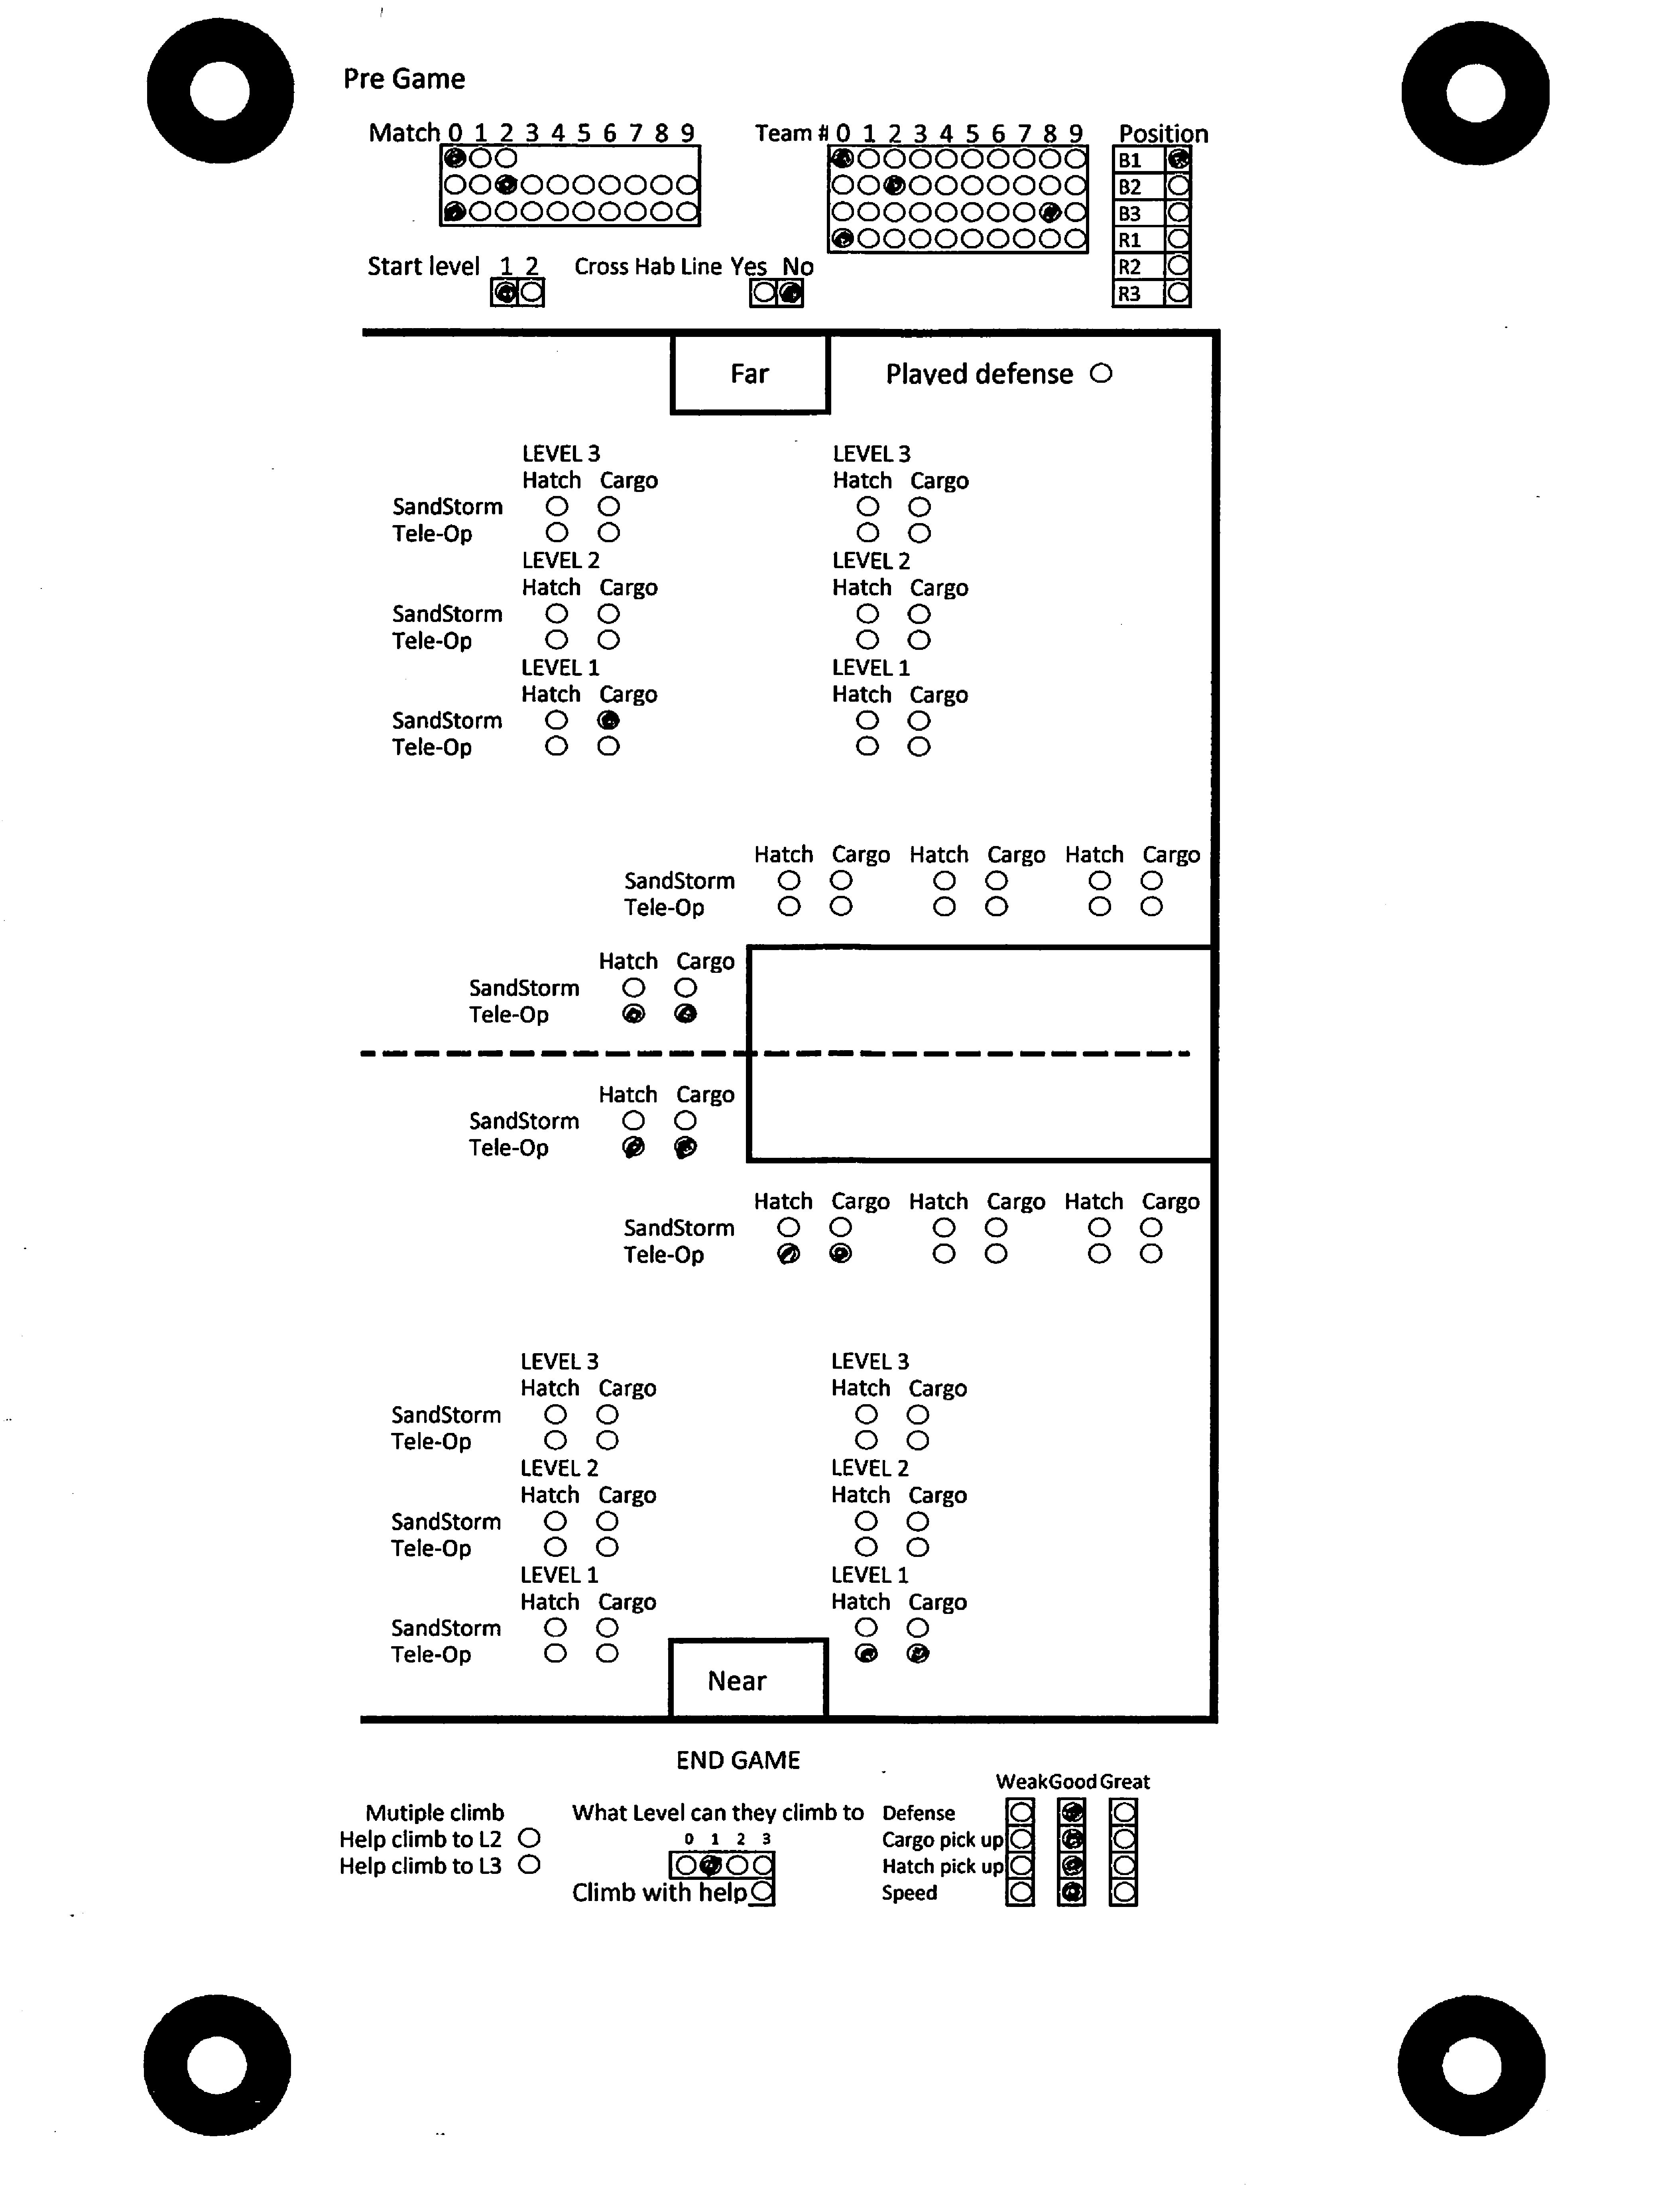 Pre Game
Match 0 1 2 3 4 5 6 7 8 9 Team # 0 1 2 3 4 5 6 7 8 9 Position
B1
B2
B3
R1
Start level 1 2 Cross Hab Line Yes No R2
R3
Far Played defense
LEVEL 3 LEVEL 3
Hatch Cargo Hatch Cargo
SandStorm
Tele-Op
LEVEL 2 LEVEL 2
Hatch Cargo Hatch Cargo
SandStorm
Tele-Op
LEVEL 1 LEVEL 1
Hatch Cargo Hatch Cargo
SandStorm
Tele-Op
Hatch Cargo Hatch Cargo Hatch Cargo
SandStorm
Tele-Op
Hatch Cargo
SandStorm
Tele-Op
Hatch Cargo
SandStorm
Tele-Op
Hatch Cargo Hatch Cargo Hatch Cargo
SandStorm
Tele-Op
LEVEL 3 LEVEL 3
Hatch Cargo Hatch Cargo
SandStorm
Tele-Op
LEVEL 2 LEVEL 2
Hatch Cargo Hatch Cargo
SandStorm
Tele-Op
LEVEL 1 LEVEL 1
Hatch Cargo Hatch Cargo
SandStorm
Tele-Op
Near
END GAME
Weak Good Great
Mutiple climb What Level can they climb to Defense
Help climb to L2 0 1 2 3 Cargo pick up
Help climb to L3 Hatch pick up
Climb with help Speed